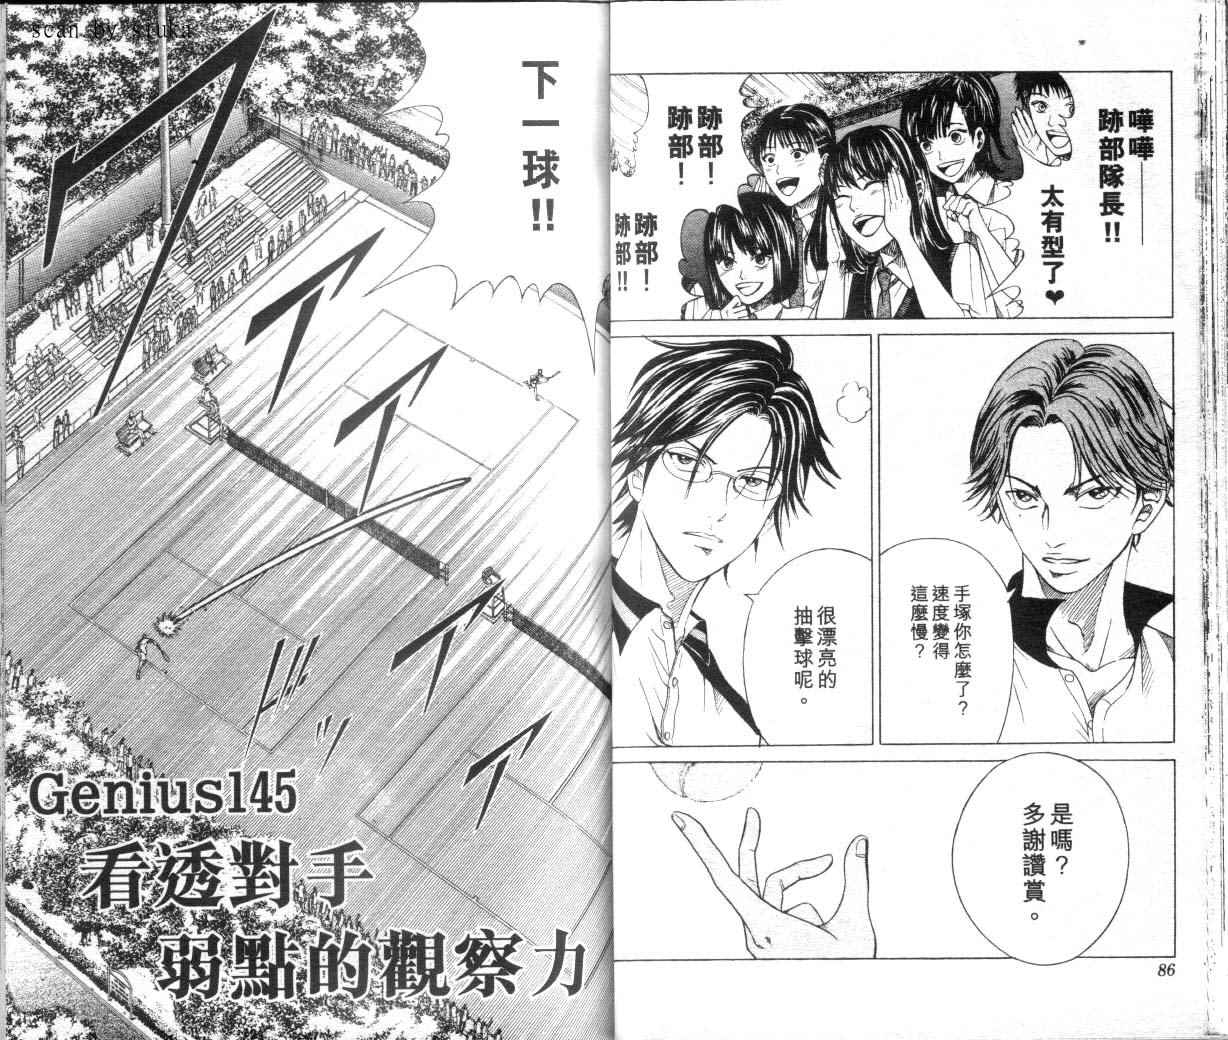 嘩嘩——
跡部隊長!!
太有型了♥
跡部!
跡部!
跡部!
跡部!!
手塚你怎麼了?
速度變得
這麼慢?
很漂亮的
抽擊球呢。
是嗎?
多謝讚賞。
86
scan by siuka
下一球!!
Genius145
看透對手
弱點的觀察力